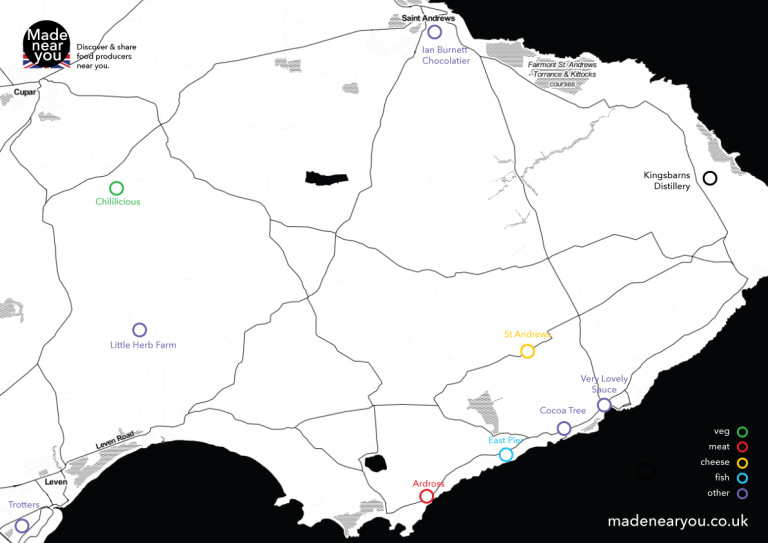 Made
near
you
Discover & share
food producers
near you.
Saint Andrews
Ian Burnett
Chocolatier
Fairmont St. Andrews
- Torrance & Kittocks
courses
Cupar
Kingsbarns
Distillery
Chililicious
Little Herb Farm
St Andrews
Very Lovely
Sauce
Cocoa Tree
East Pie
Leven Road
Leven
Ardross
Trotters
veg
meat
cheese
fish
other
madenearyou.co.uk